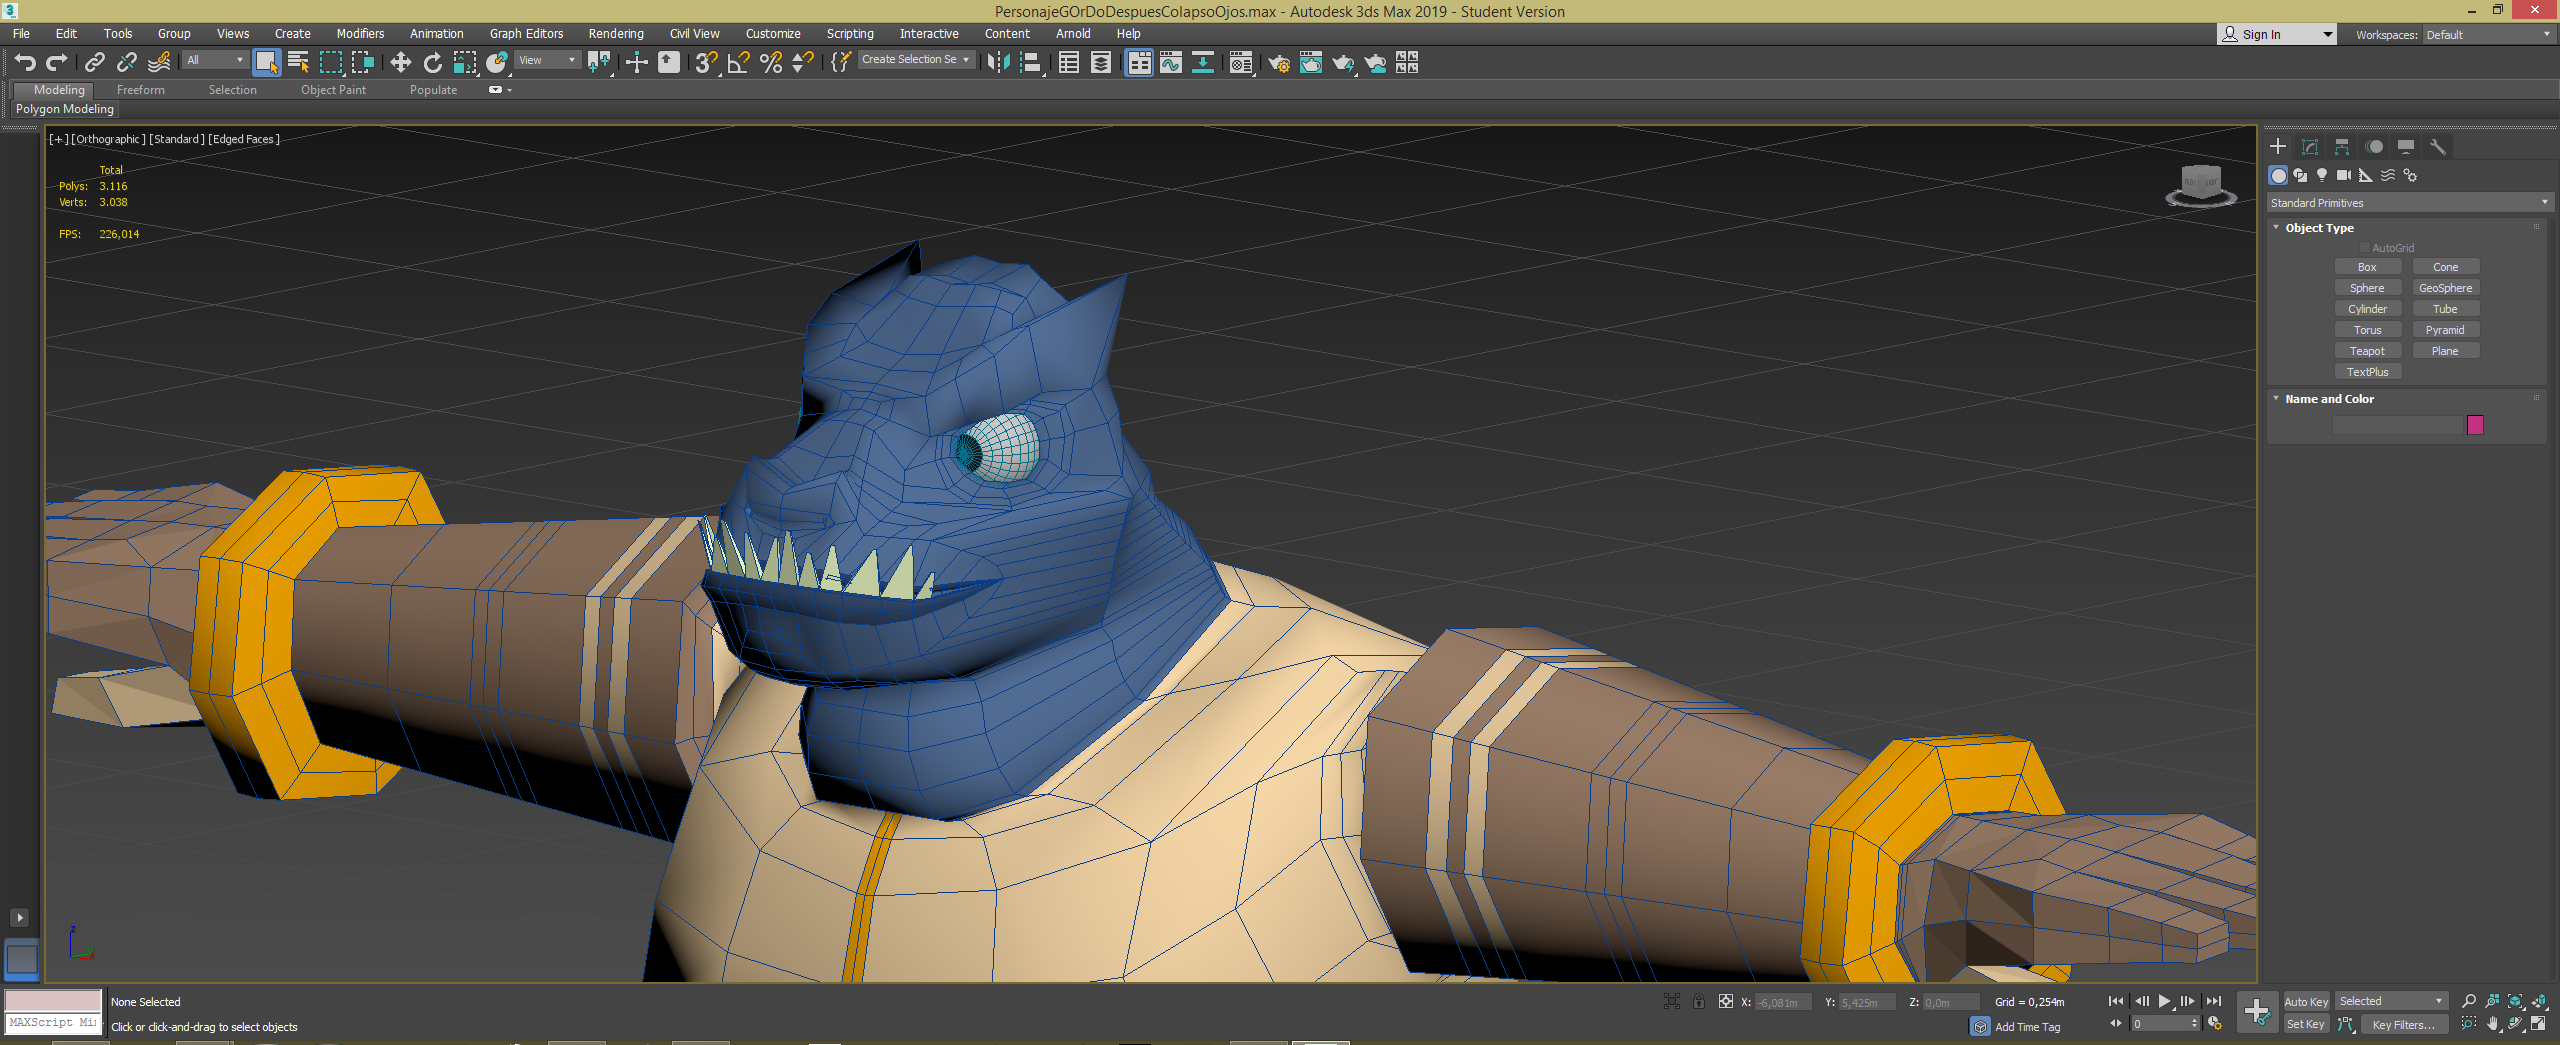 PersonajeGOrDoDespuesColapsoOjos.max - Autodesk 3ds Max 2019 - Student Version
File Edit Tools Group Views Create Modifiers Animation Graph Editors Rendering Civil View Customize Scripting Interactive Content Arnold Help
Sign In Workspaces: Default
All View Create Selection Se
Modeling Freeform Selection Object Paint Populate
Polygon Modeling
[+] [Orthographic] [Standard] [Edged Faces]
Total
Polys: 3.116
Verts: 3.038
FPS: 226,014
Standard Primitives
Object Type
AutoGrid
Box Cone
Sphere GeoSphere
Cylinder Tube
Torus Pyramid
Teapot Plane
TextPlus
Name and Color
z
None Selected X: -6,081m Y: 5,425m Z: 0,0m Grid = 0,254m Auto Key Selected
MAXScript Mi Click or click-and-drag to select objects Add Time Tag 0 Set Key Key Filters...